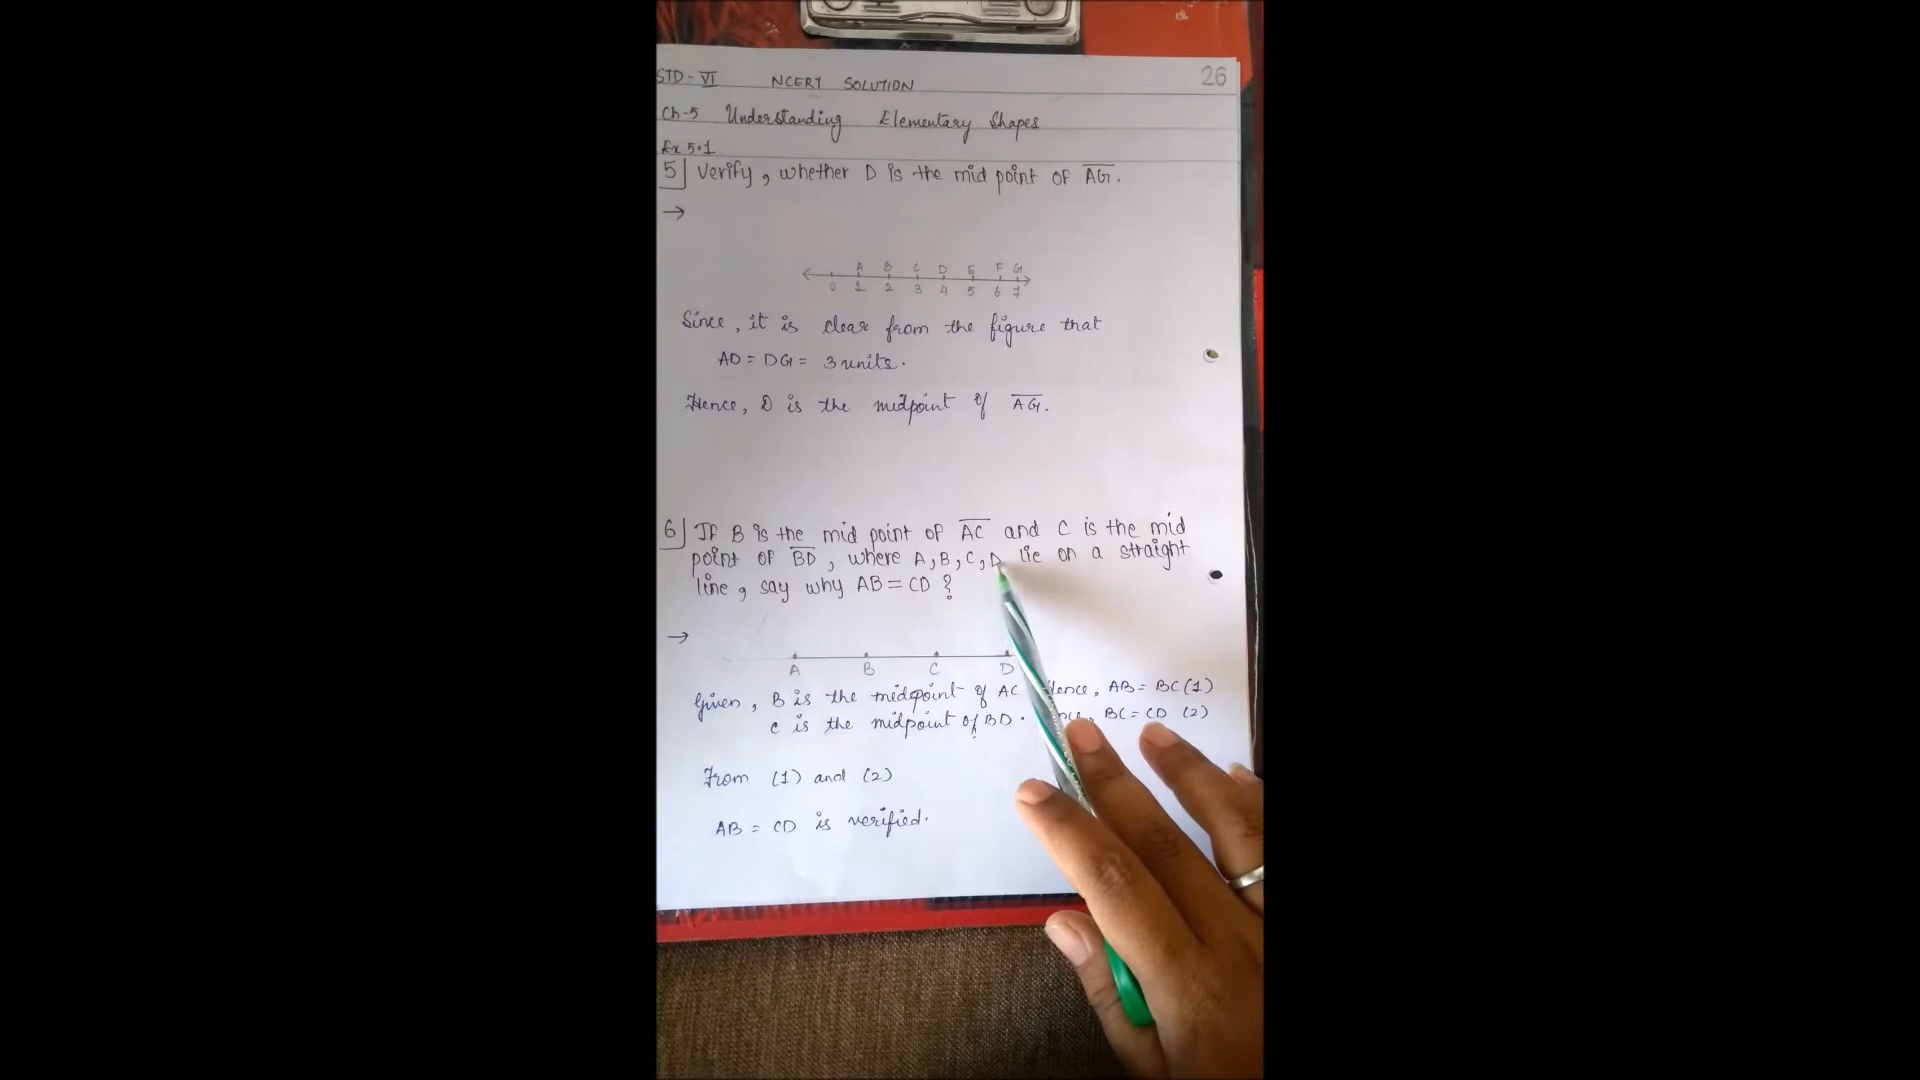 STD - VI NCERT SOLUTION 26
Ch-5 Understanding Elementary Shapes
Ex 5.1
5 Verify, whether D is the mid point of AG.
→
A B C D E F G
0 1 2 3 4 5 6 7
Since, it is clear from the figure that
AD = DG = 3 units.
Hence, D is the midpoint of AG.
6 If B is the mid point of AC and C is the mid
point of BD, where A, B, C, D lie on a straight
line, say why AB = CD ?
→
A B C D
Given, B is the midpoint of AC Hence, AB = BC (1)
C is the midpoint of BD. BC = CD (2)
From (1) and (2)
AB = CD is verified.